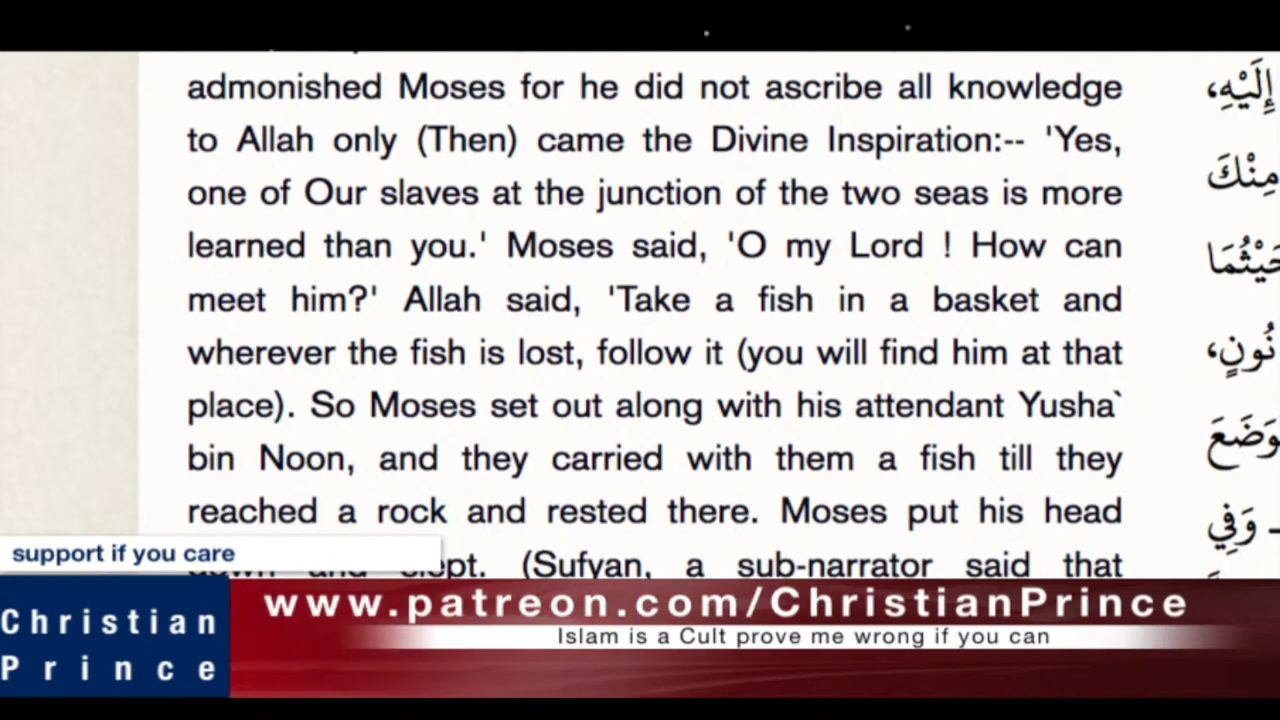 admonished Moses for he did not ascribe all knowledge
to Allah only (Then) came the Divine Inspiration:-- 'Yes,
one of Our slaves at the junction of the two seas is more
learned than you.' Moses said, 'O my Lord ! How can
meet him?' Allah said, 'Take a fish in a basket and
wherever the fish is lost, follow it (you will find him at that
place). So Moses set out along with his attendant Yusha`
bin Noon, and they carried with them a fish till they
reached a rock and rested there. Moses put his head
down and slept. (Sufyan, a sub-narrator said that
إِلَيْهِ،
مِنْكَ
حَيْثُمَا
نُونٍ،
وَضَعَ
- وَفِي
support if you care
Christian
Prince
www.patreon.com/ChristianPrince
Islam is a Cult prove me wrong if you can